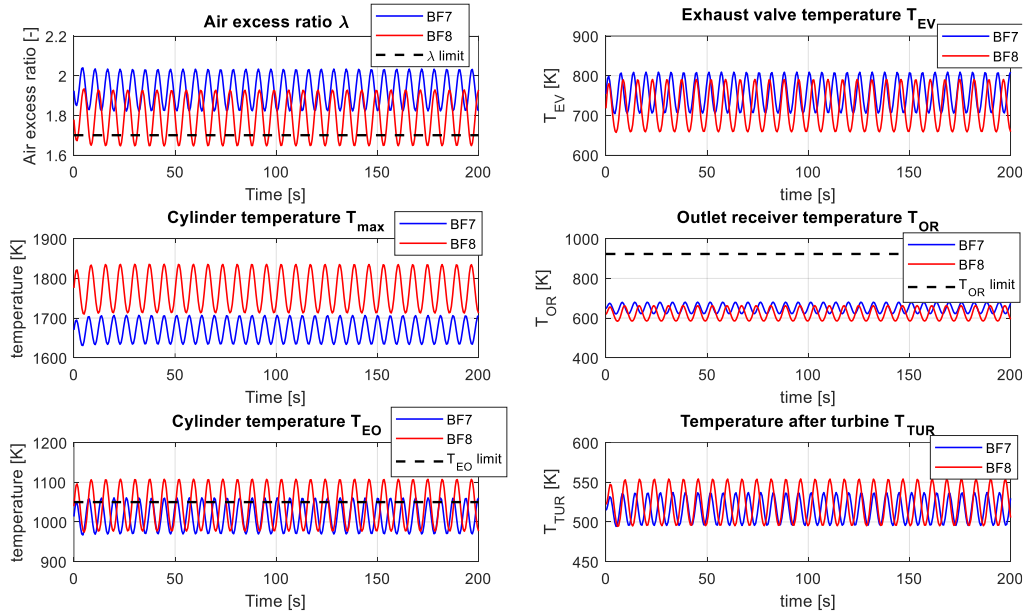 Air excess ratio λ
BF7
BF8
λ limit
Air excess ratio [-]
2.2
2
1.8
1.6
0
50
100
150
200
Time [s]
Exhaust valve temperature T_EV
BF7
BF8
T_EV [K]
900
800
700
600
0
50
100
150
200
time [s]
Cylinder temperature T_max
BF7
BF8
temperature [K]
1900
1800
1700
1600
0
50
100
150
200
Time [s]
Outlet receiver temperature T_OR
BF7
BF8
T_OR limit
T_OR [K]
1000
800
600
400
0
50
100
150
200
time [s]
Cylinder temperature T_EO
BF7
BF8
T_EO limit
temperature [K]
1200
1100
1000
900
0
50
100
150
200
Time [s]
Temperature after turbine T_TUR
BF7
BF8
T_TUR [K]
600
550
500
450
0
50
100
150
200
time [s]